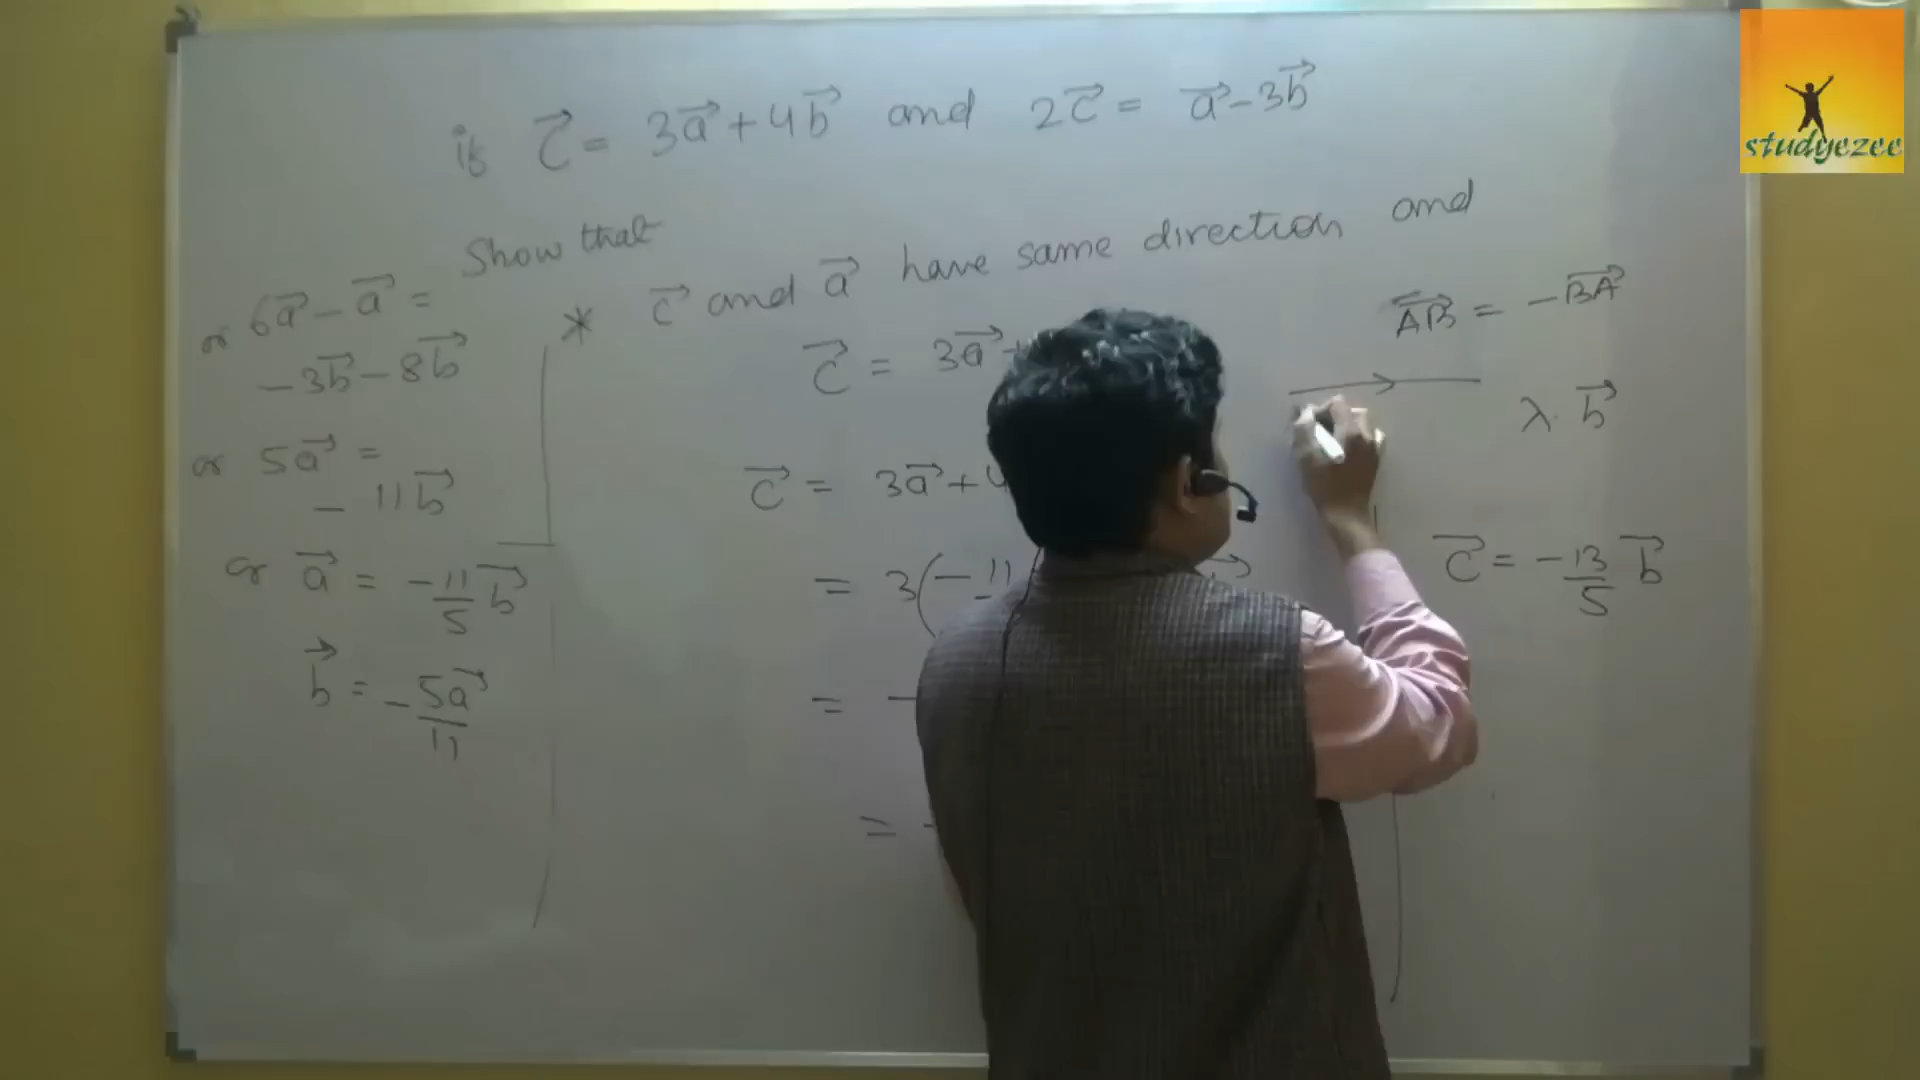 if c⃗ = 3a⃗ + 4b⃗ and 2c⃗ = a⃗ - 3b⃗
Show that
* c⃗ and a⃗ have same direction and
or 6a⃗ - a⃗ =
- 3b⃗ - 8b⃗
or 5a⃗ =
- 11b⃗
or a⃗ = -11/5 b⃗
b⃗ = -5a⃗/11
c⃗ = 3a⃗ +
c⃗ = 3a⃗ + 4
= 3(-11
= -
= -
AB⃗ = -BA⃗
λ. b⃗
c⃗ = -13/5 b⃗
studyezee